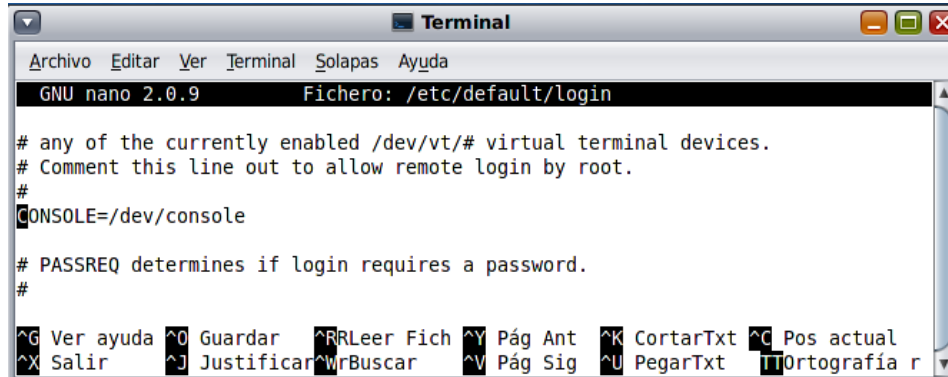 Terminal
Archivo Editar Ver Terminal Solapas Ayuda
GNU nano 2.0.9 Fichero: /etc/default/login
# any of the currently enabled /dev/vt/# virtual terminal devices.
# Comment this line out to allow remote login by root.
#
CONSOLE=/dev/console
# PASSREQ determines if login requires a password.
#
^G Ver ayuda ^O Guardar ^RRLeer Fich ^Y Pág Ant ^K CortarTxt ^C Pos actual
^X Salir ^J Justificar^WrBuscar ^V Pág Sig ^U PegarTxt TTOrtografía r